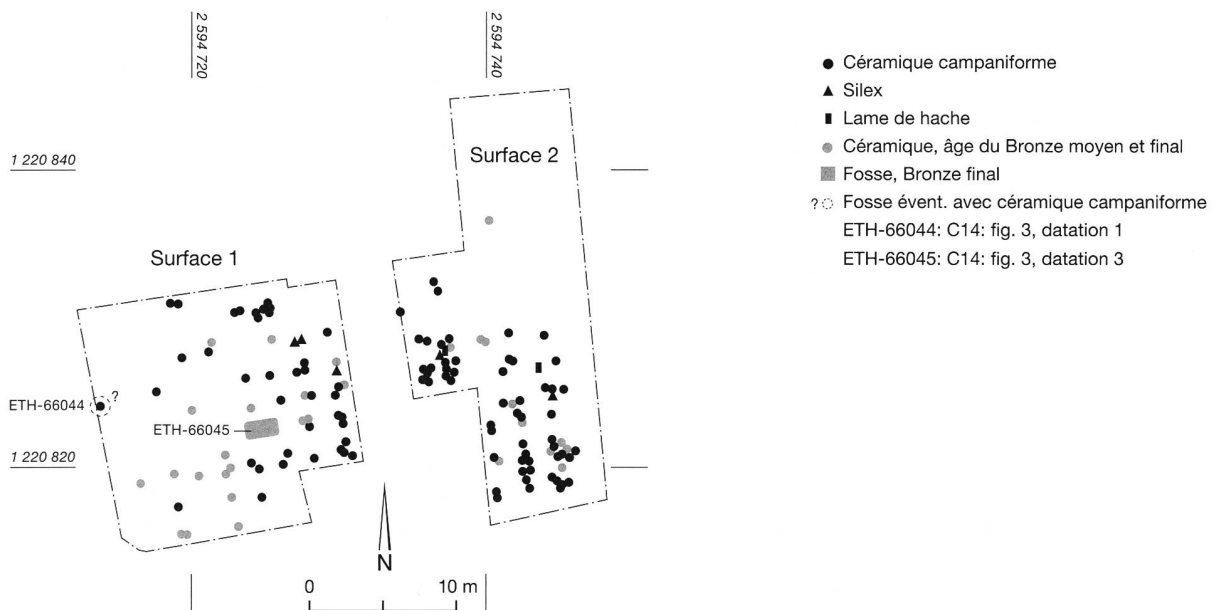 2 594 720
2 594 740
1 220 840
Surface 2
Surface 1
ETH-66044
?
ETH-66045
1 220 820
N
0
10 m
Céramique campaniforme
Silex
Lame de hache
Céramique, âge du Bronze moyen et final
Fosse, Bronze final
? Fosse évent. avec céramique campaniforme
ETH-66044: C14: fig. 3, datation 1
ETH-66045: C14: fig. 3, datation 3